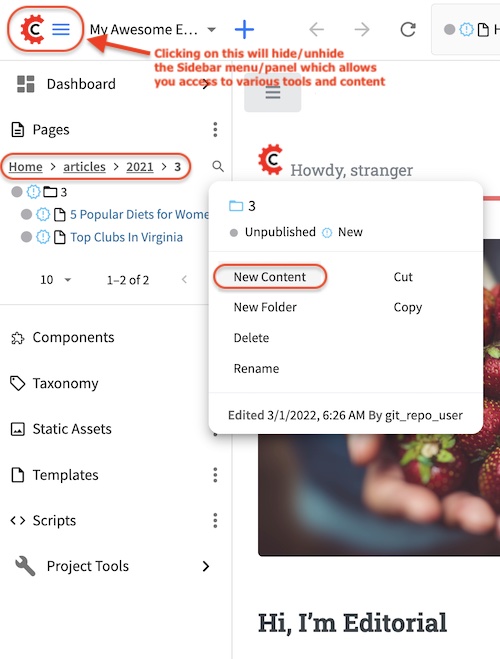 My Awesome E...
H
Clicking on this will hide/unhide
the Sidebar menu/panel which allows
you access to various tools and content
Dashboard
Pages
Home > articles > 2021 > 3
3
5 Popular Diets for Wome
Top Clubs In Virginia
10
1–2 of 2
Components
Taxonomy
Static Assets
Templates
Scripts
Project Tools
Howdy, stranger
3
Unpublished
New
New Content
Cut
New Folder
Copy
Delete
Rename
Edited 3/1/2022, 6:26 AM By git_repo_user
Hi, I'm Editorial